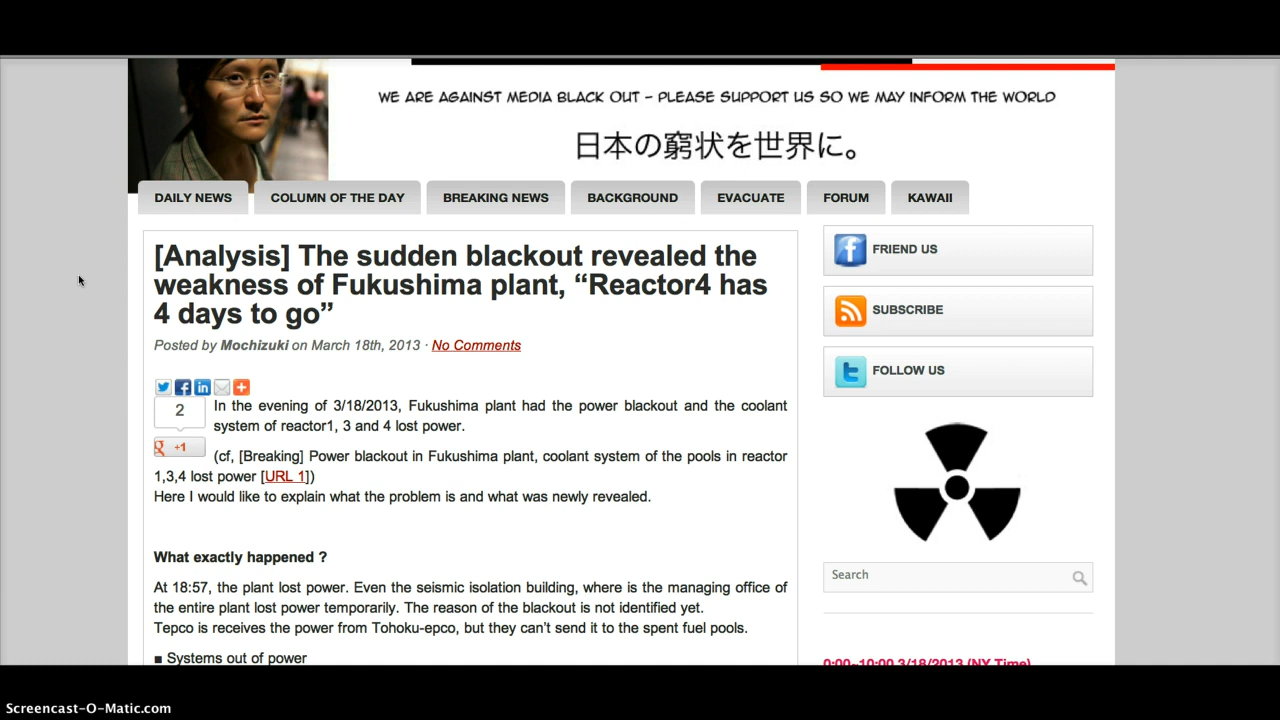 WE ARE AGAINST MEDIA BLACK OUT – PLEASE SUPPORT US SO WE MAY INFORM THE WORLD
日本の窮状を世界に。
DAILY NEWS COLUMN OF THE DAY BREAKING NEWS BACKGROUND EVACUATE FORUM KAWAII
[Analysis] The sudden blackout revealed the
weakness of Fukushima plant, “Reactor4 has
4 days to go”
Posted by Mochizuki on March 18th, 2013 · No Comments
2
+1
In the evening of 3/18/2013, Fukushima plant had the power blackout and the coolant
system of reactor1, 3 and 4 lost power.
(cf, [Breaking] Power blackout in Fukushima plant, coolant system of the pools in reactor
1,3,4 lost power [URL 1])
Here I would like to explain what the problem is and what was newly revealed.
What exactly happened ?
At 18:57, the plant lost power. Even the seismic isolation building, where is the managing office of
the entire plant lost power temporarily. The reason of the blackout is not identified yet.
Tepco is receives the power from Tohoku-epco, but they can’t send it to the spent fuel pools.
■ Systems out of power
FRIEND US
SUBSCRIBE
FOLLOW US
Search
0:00~10:00 3/18/2013 (NY Time)
Screencast-O-Matic.com